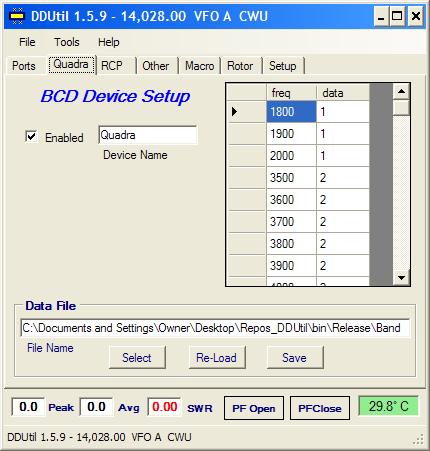 DDUtil 1.5.9 - 14,028.00 VFO A CWU
File Tools Help
Ports Quadra RCP Other Macro Rotor Setup
BCD Device Setup
Enabled Quadra
Device Name
freq data
1800 1
1900 1
2000 1
3500 2
3600 2
3700 2
3800 2
3900 2
Data File
C:\Documents and Settings\Owner\Desktop\Repos_DDUtil\bin\Release\Band
File Name
Select Re-Load Save
0.0 Peak 0.0 Avg 0.00 SWR PF Open PFClose 29.8° C
DDUtil 1.5.9 - 14,028.00 VFO A CWU